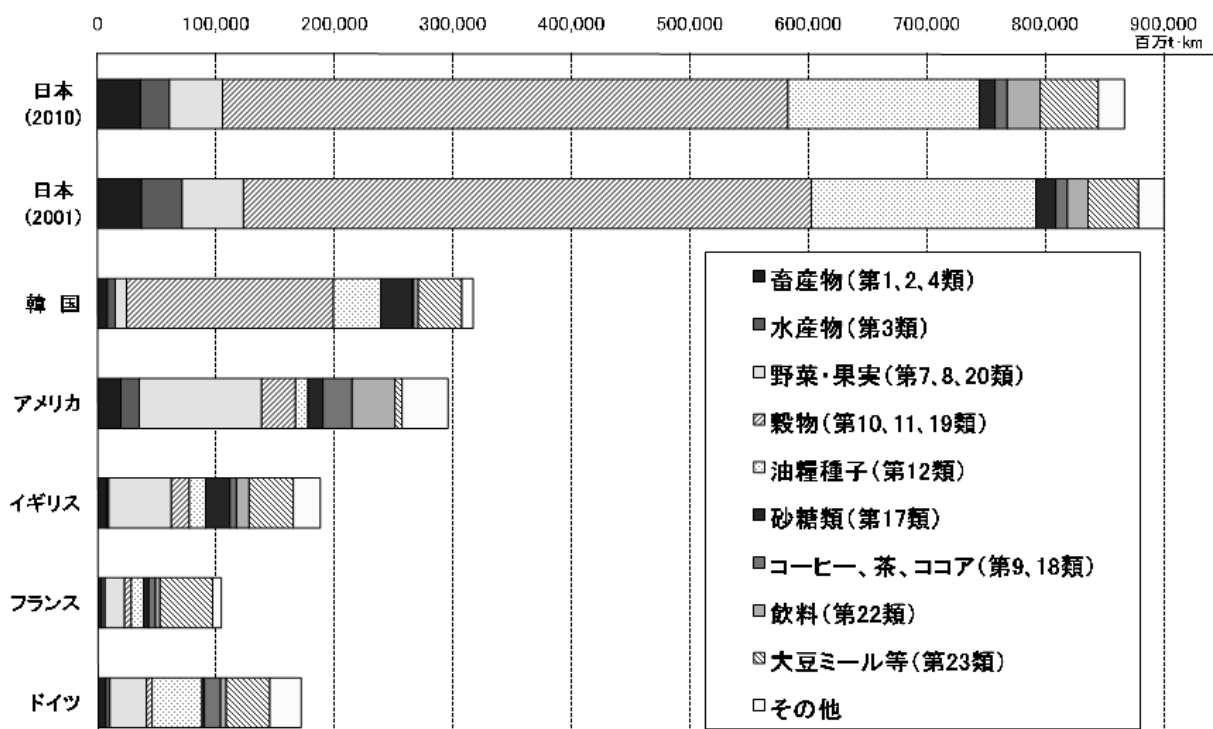 0 100,000 200,000 300,000 400,000 500,000 600,000 700,000 800,000 900,000
百万t·km
日本
(2010)
日本
(2001)
韓 国
アメリカ
イギリス
フランス
ドイツ
畜産物(第1、2、4類)
水産物(第3類)
野菜・果実(第7、8、20類)
穀物(第10、11、19類)
油糧種子(第12類)
砂糖類(第17類)
コーヒー、茶、ココア(第9、18類)
飲料(第22類)
大豆ミール等(第23類)
その他